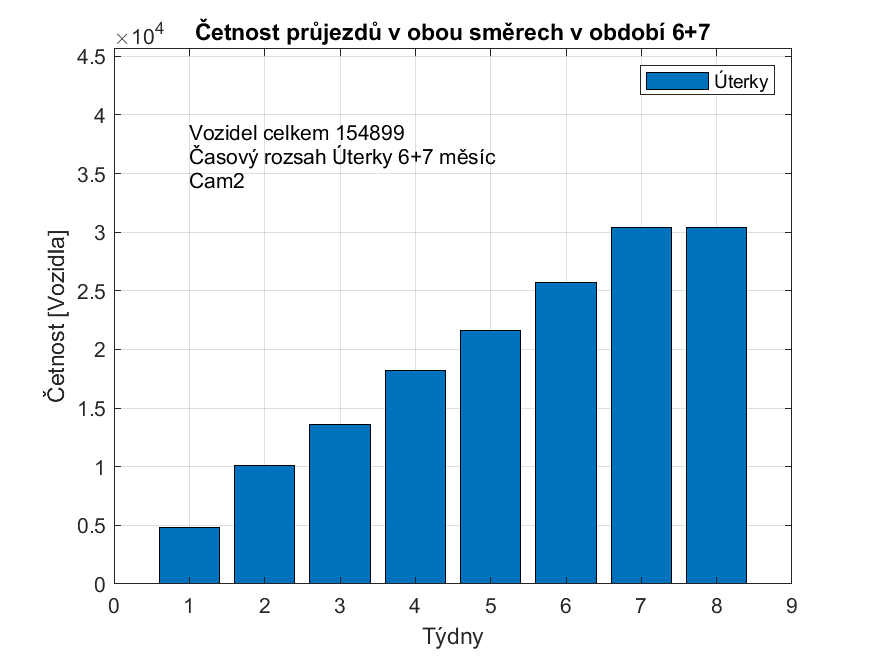 ×10⁴
Četnost průjezdů v obou směrech v období 6+7
4.5
Úterky
4
Vozidel celkem 154899
Časový rozsah Úterky 6+7 měsíc
3.5
Cam2
3
2.5
2
1.5
1
0.5
0
Četnost [Vozidla]
0 1 2 3 4 5 6 7 8 9
Týdny